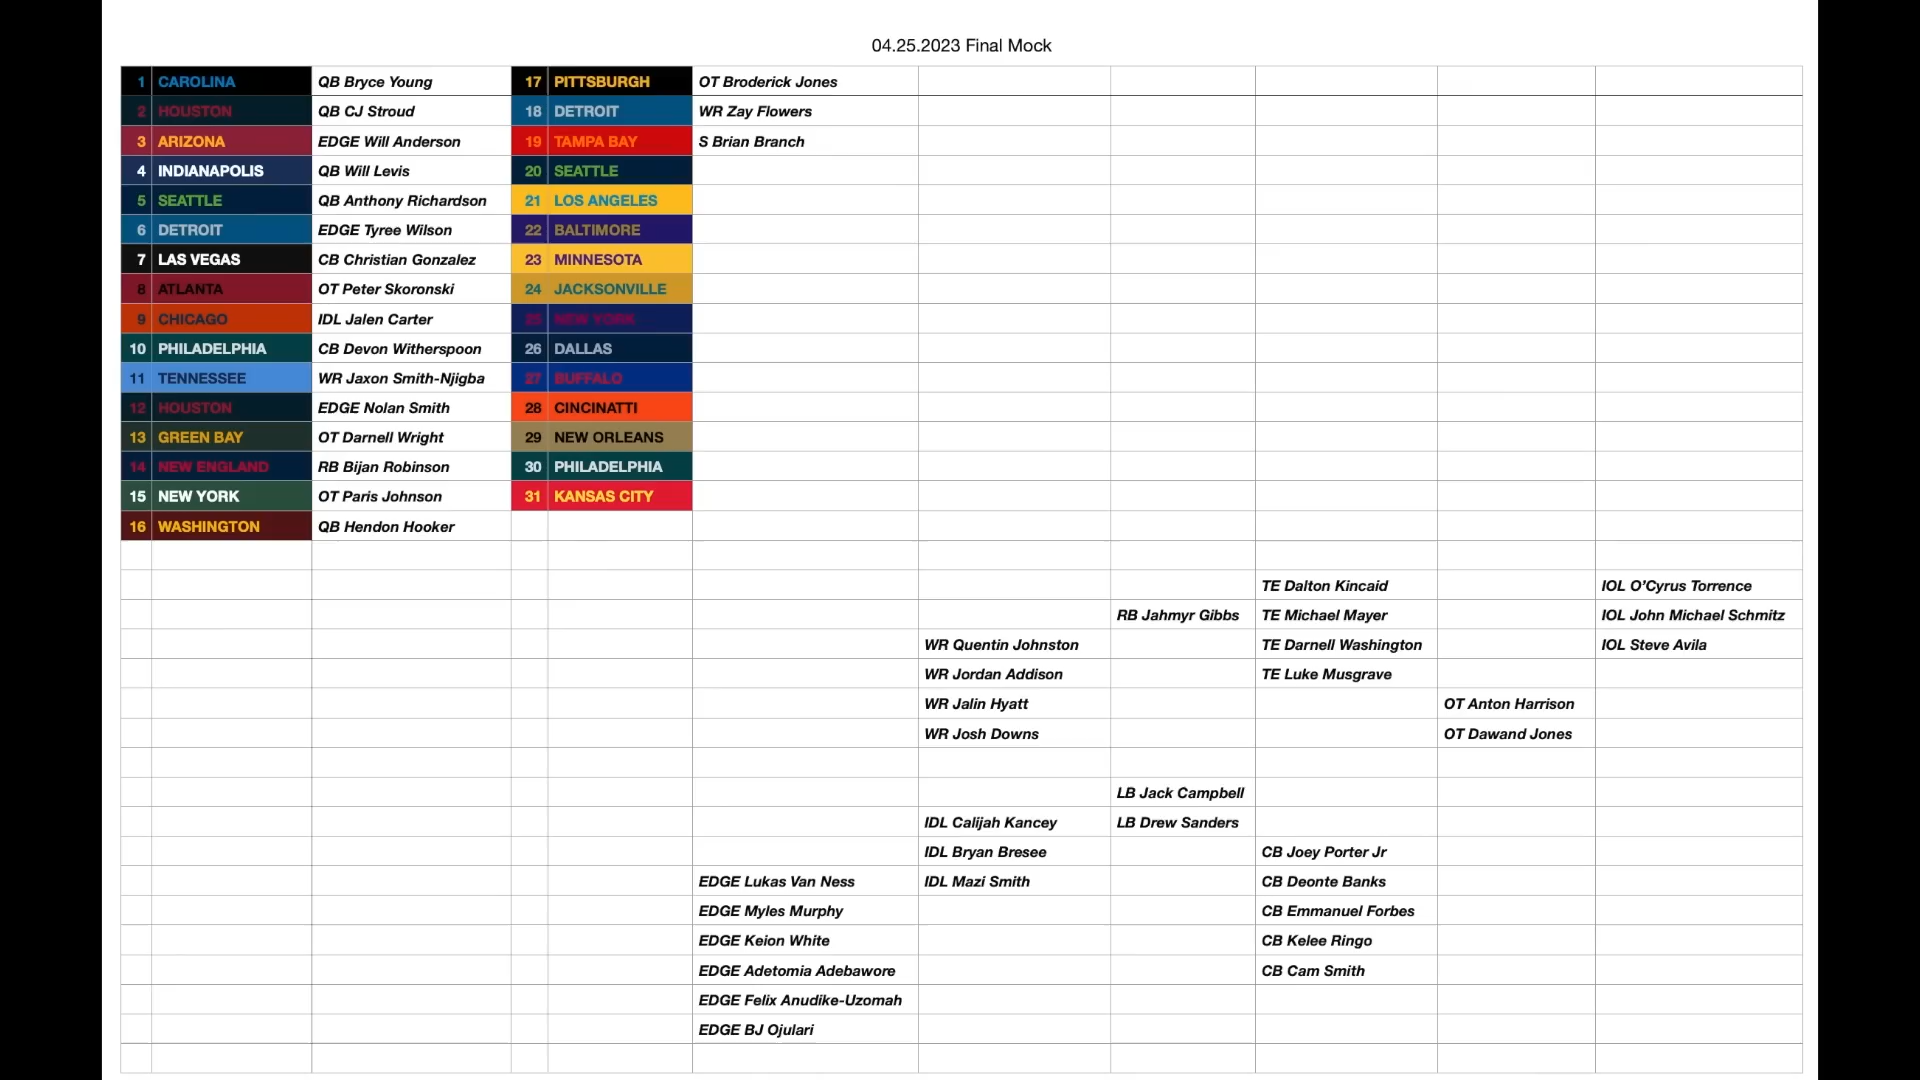 04.25.2023 Final Mock
1 CAROLINA QB Bryce Young 17 PITTSBURGH OT Broderick Jones
2 HOUSTON QB CJ Stroud 18 DETROIT WR Zay Flowers
3 ARIZONA EDGE Will Anderson 19 TAMPA BAY S Brian Branch
4 INDIANAPOLIS QB Will Levis 20 SEATTLE
5 SEATTLE QB Anthony Richardson 21 LOS ANGELES
6 DETROIT EDGE Tyree Wilson 22 BALTIMORE
7 LAS VEGAS CB Christian Gonzalez 23 MINNESOTA
8 ATLANTA OT Peter Skoronski 24 JACKSONVILLE
9 CHICAGO IDL Jalen Carter 25 NEW YORK
10 PHILADELPHIA CB Devon Witherspoon 26 DALLAS
11 TENNESSEE WR Jaxon Smith-Njigba 27 BUFFALO
12 HOUSTON EDGE Nolan Smith 28 CINCINATTI
13 GREEN BAY OT Darnell Wright 29 NEW ORLEANS
14 NEW ENGLAND RB Bijan Robinson 30 PHILADELPHIA
15 NEW YORK OT Paris Johnson 31 KANSAS CITY
16 WASHINGTON QB Hendon Hooker
TE Dalton Kincaid IOL O’Cyrus Torrence
RB Jahmyr Gibbs TE Michael Mayer IOL John Michael Schmitz
WR Quentin Johnston TE Darnell Washington IOL Steve Avila
WR Jordan Addison TE Luke Musgrave
WR Jalin Hyatt OT Anton Harrison
WR Josh Downs OT Dawand Jones
LB Jack Campbell
IDL Calijah Kancey LB Drew Sanders
IDL Bryan Bresee CB Joey Porter Jr
EDGE Lukas Van Ness IDL Mazi Smith CB Deonte Banks
EDGE Myles Murphy CB Emmanuel Forbes
EDGE Keion White CB Kelee Ringo
EDGE Adetomia Adebawore CB Cam Smith
EDGE Felix Anudike-Uzomah
EDGE BJ Ojulari